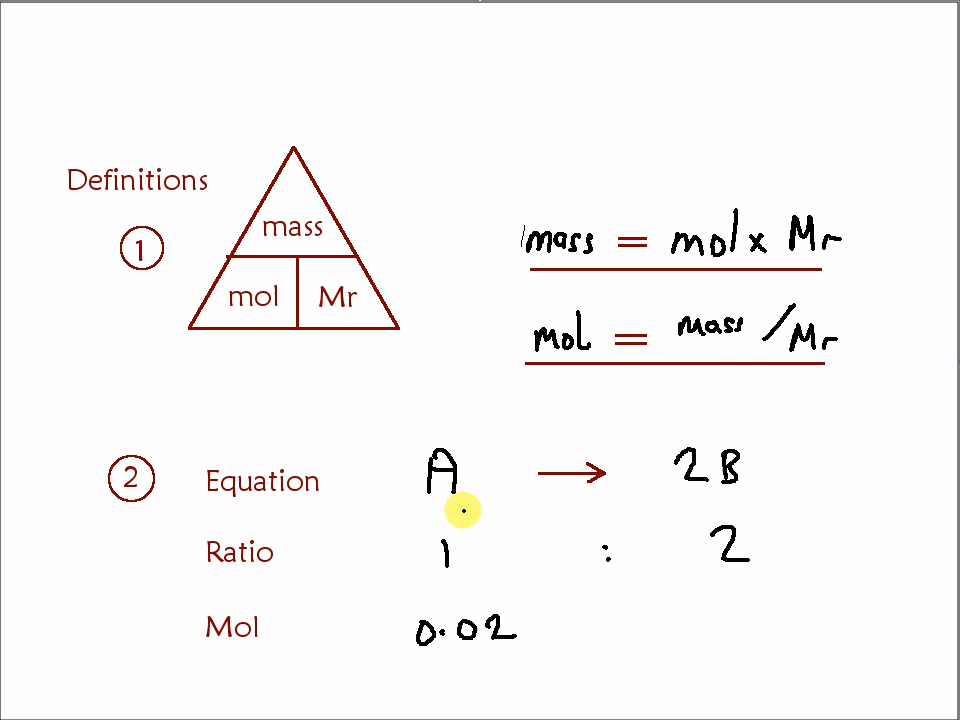 Definitions
1
mass
mol Mr
mass = mol x Mr
mol = mass / Mr
2 Equation A → 2B
Ratio 1 : 2
Mol 0.02